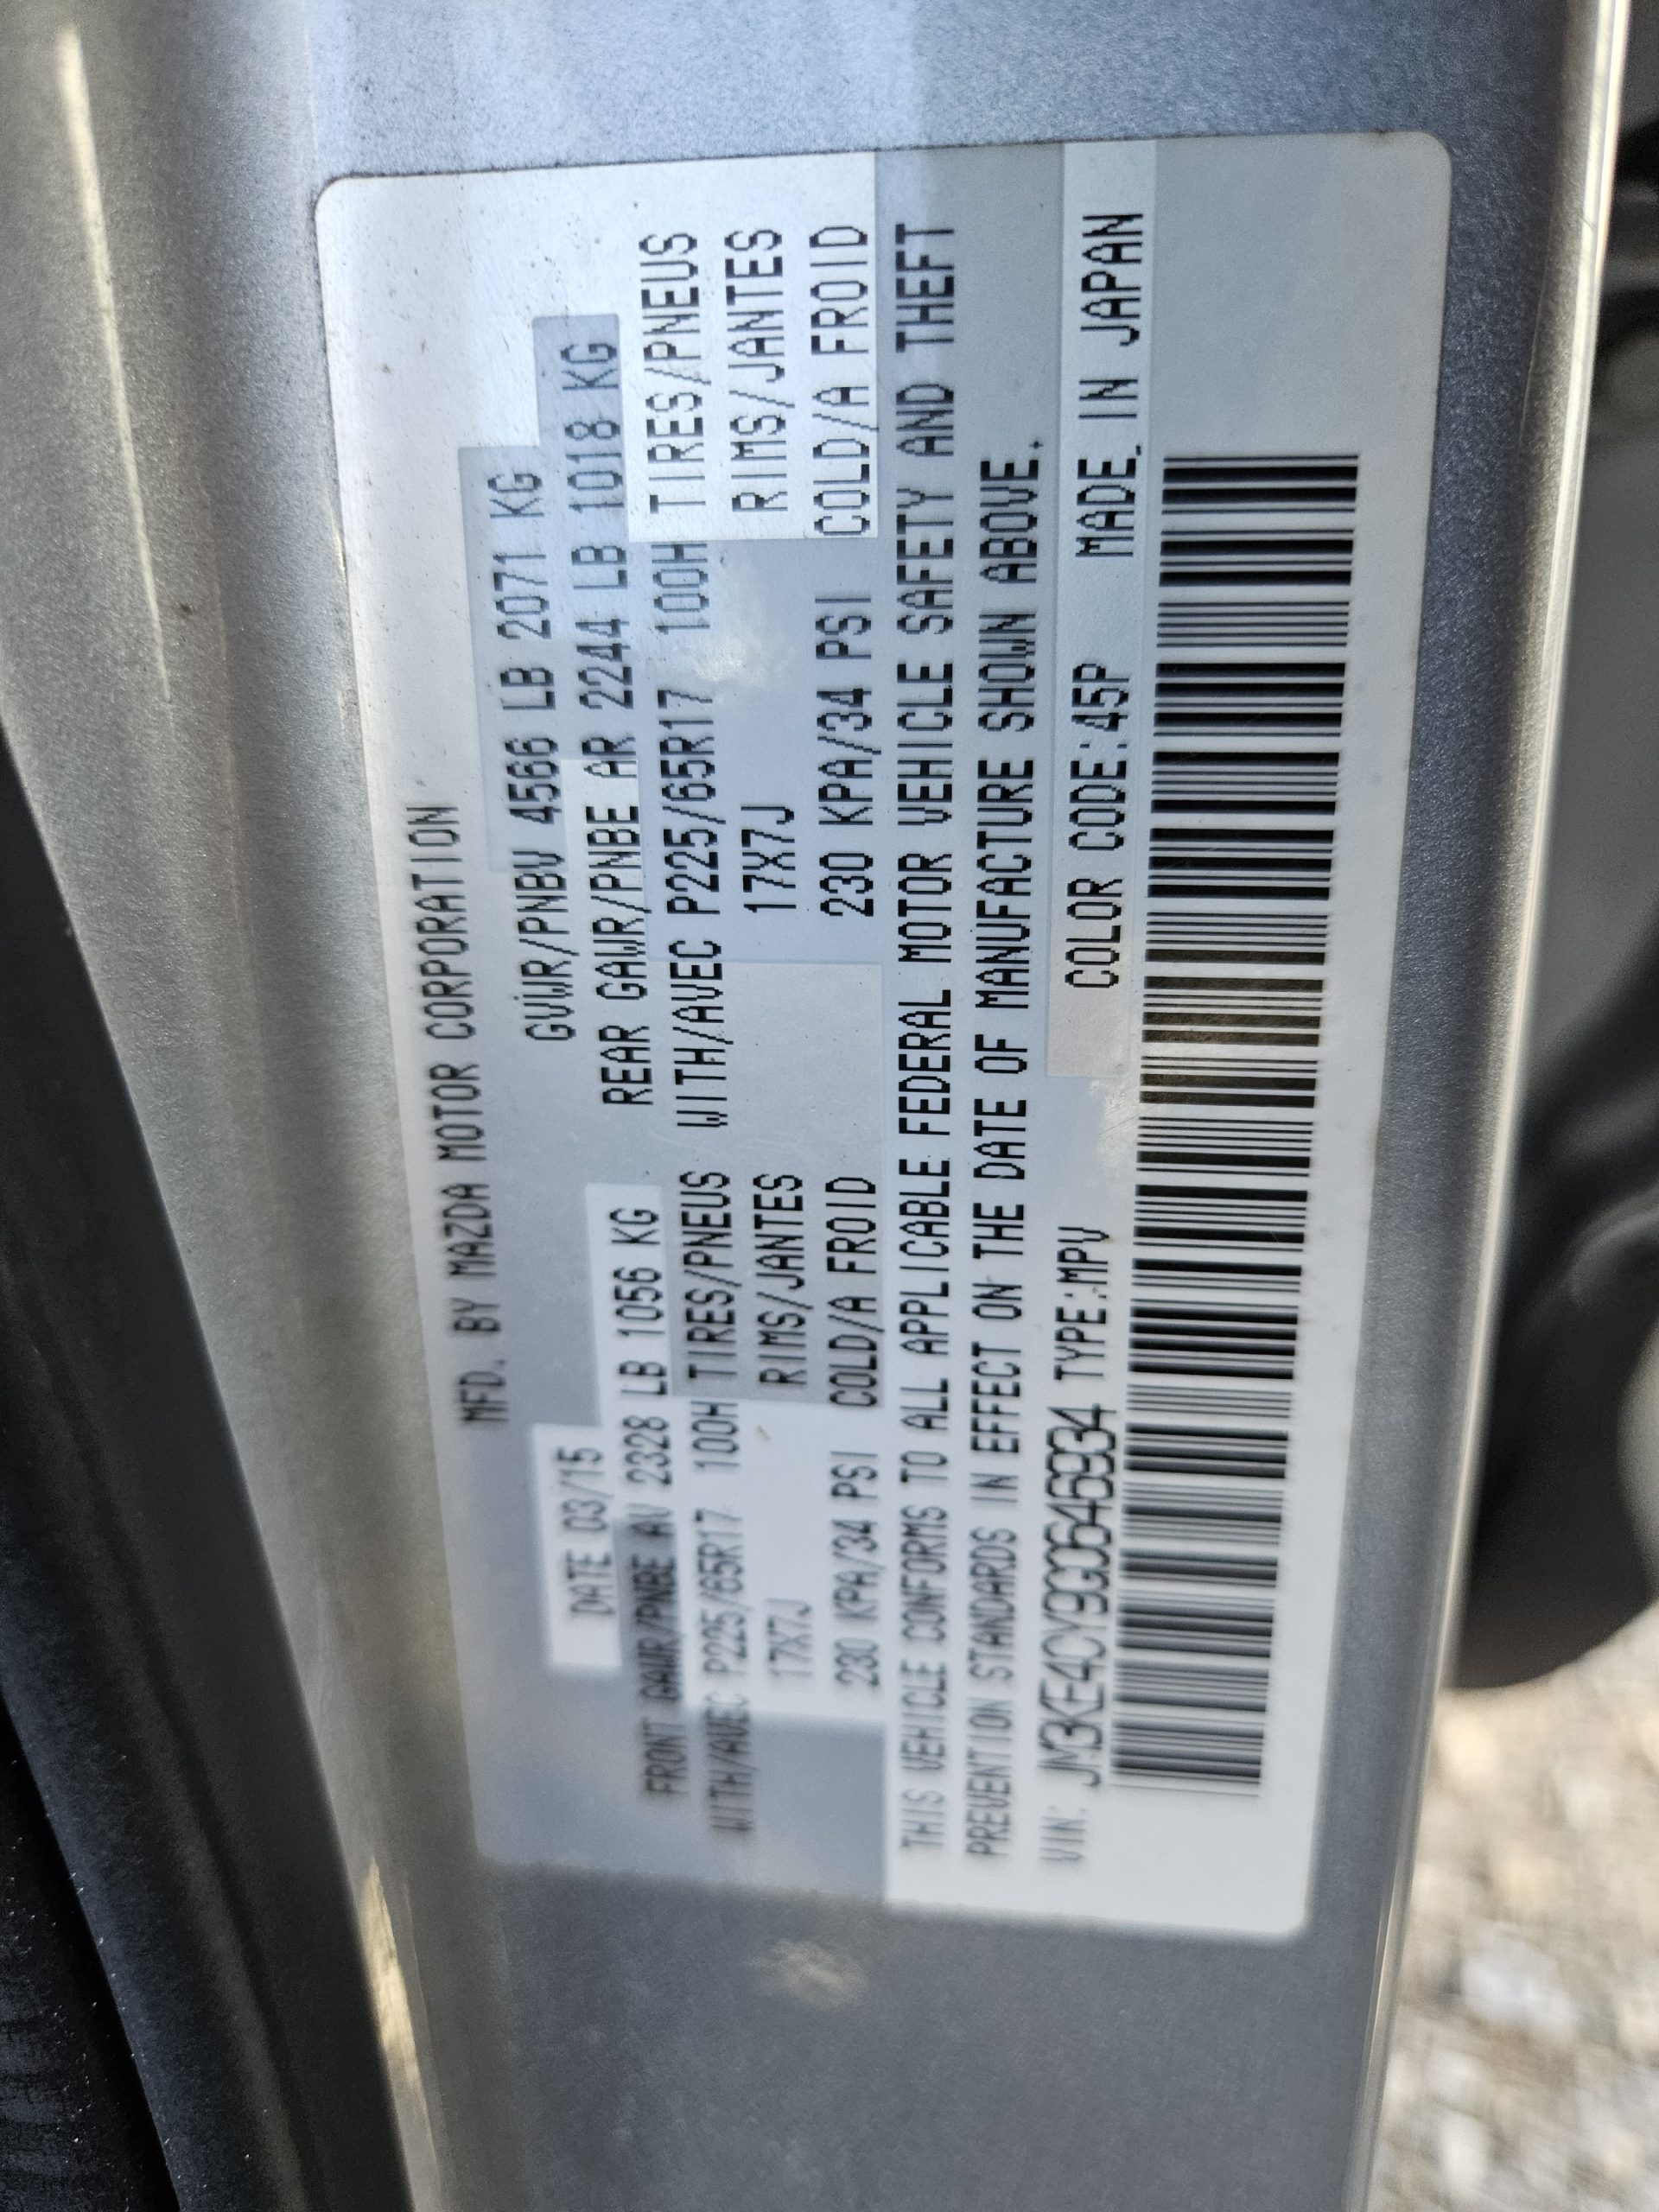 MFD. BY MAZDA MOTOR CORPORATION
DATE 03/15 GVWR/PNBV 4566 LB 2071 KG
FRONT GAWR/PNBE AV 2328 LB 1056 KG REAR GAWR/PNBE AR 2244 LB 1018 KG
WITH/AVEC P225/65R17 100H TIRES/PNEUS WITH/AVEC P225/65R17 100H TIRES/PNEUS
17X7J RIMS/JANTES 17X7J RIMS/JANTES
230 KPA/34 PSI COLD/A FROID 230 KPA/34 PSI COLD/A FROID
THIS VEHICLE CONFORMS TO ALL APPLICABLE FEDERAL MOTOR VEHICLE SAFETY AND THEFT
PREVENTION STANDARDS IN EFFECT ON THE DATE OF MANUFACTURE SHOWN ABOVE.
VIN: JM3KE4CY9G0646934 TYPE:MPV COLOR CODE:45P MADE IN JAPAN